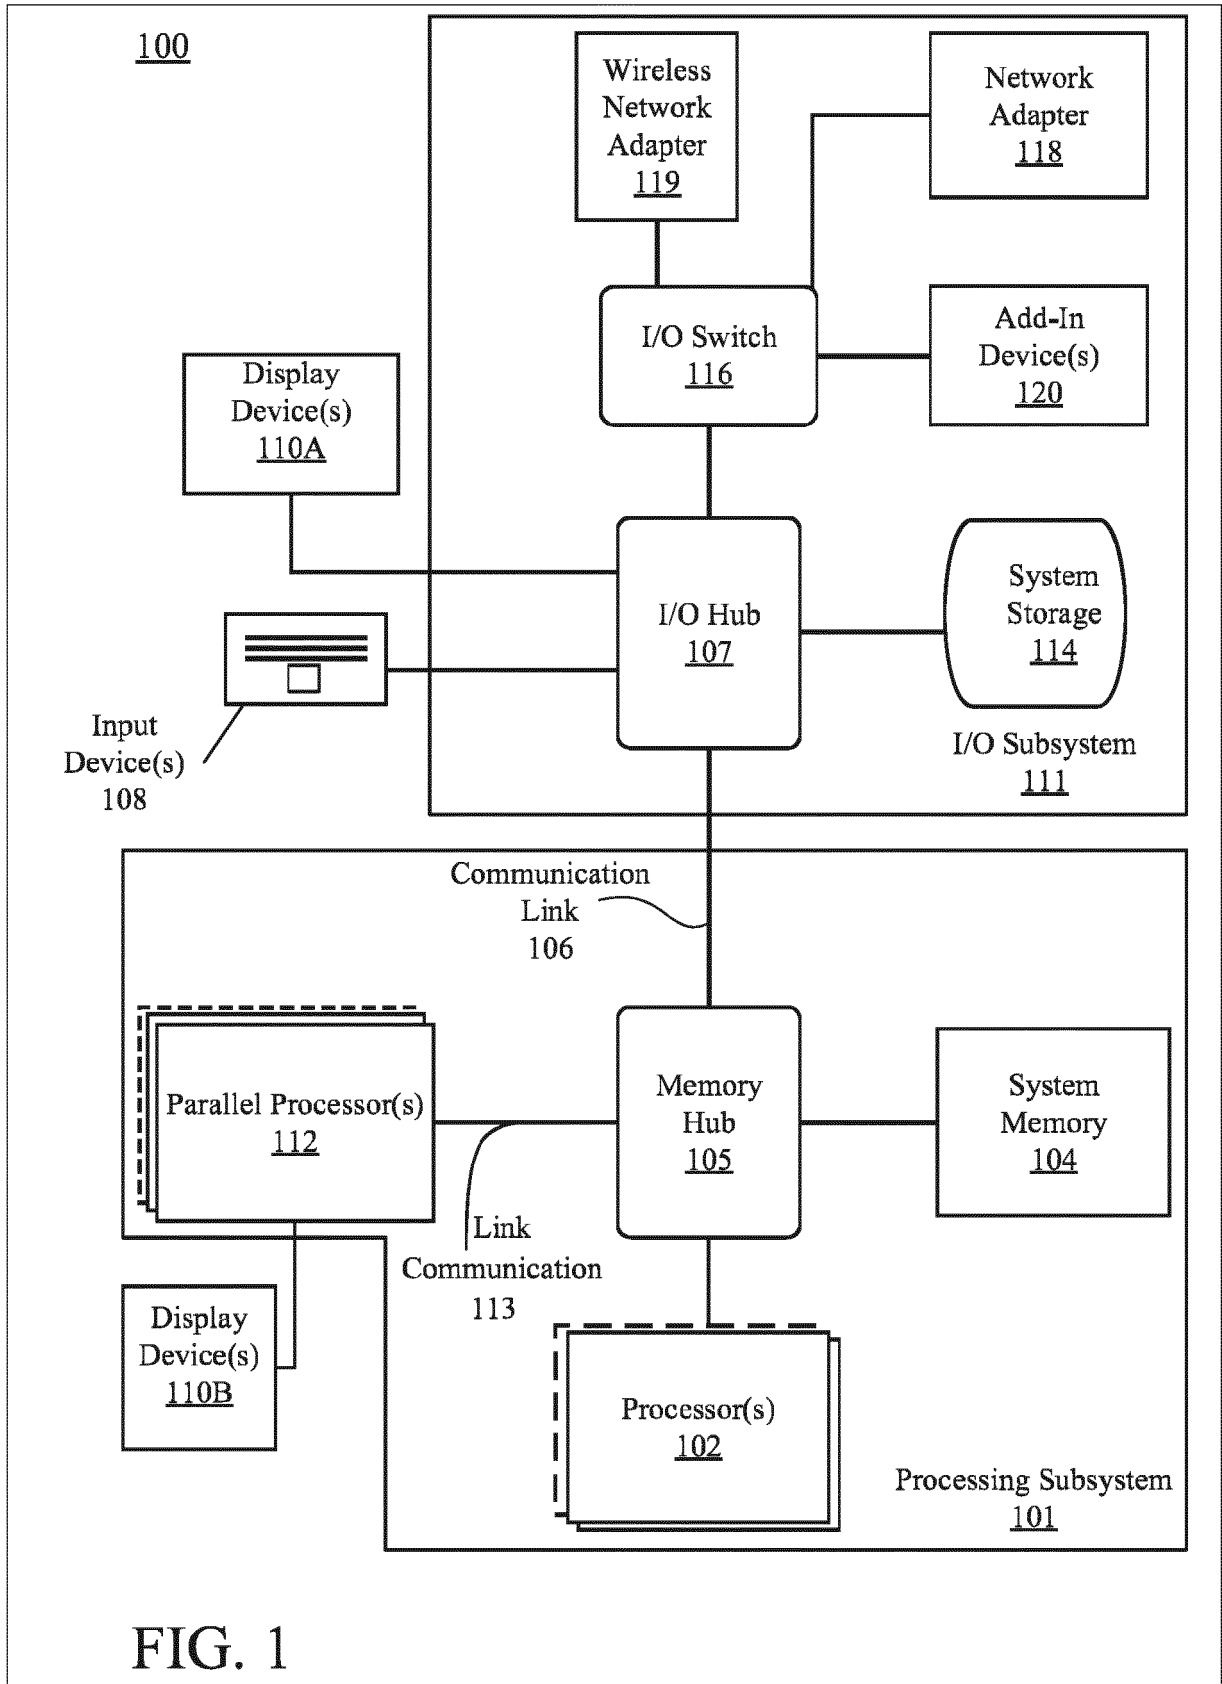 100
Wireless
Network
Adapter
119
Network
Adapter
118
I/O Switch
116
Add-In
Device(s)
120
Display
Device(s)
110A
I/O Hub
107
System
Storage
114
Input
Device(s)
108
I/O Subsystem
111
Communication
Link
106
Parallel Processor(s)
112
Memory
Hub
105
System
Memory
104
Link
Communication
113
Display
Device(s)
110B
Processor(s)
102
Processing Subsystem
101
FIG. 1